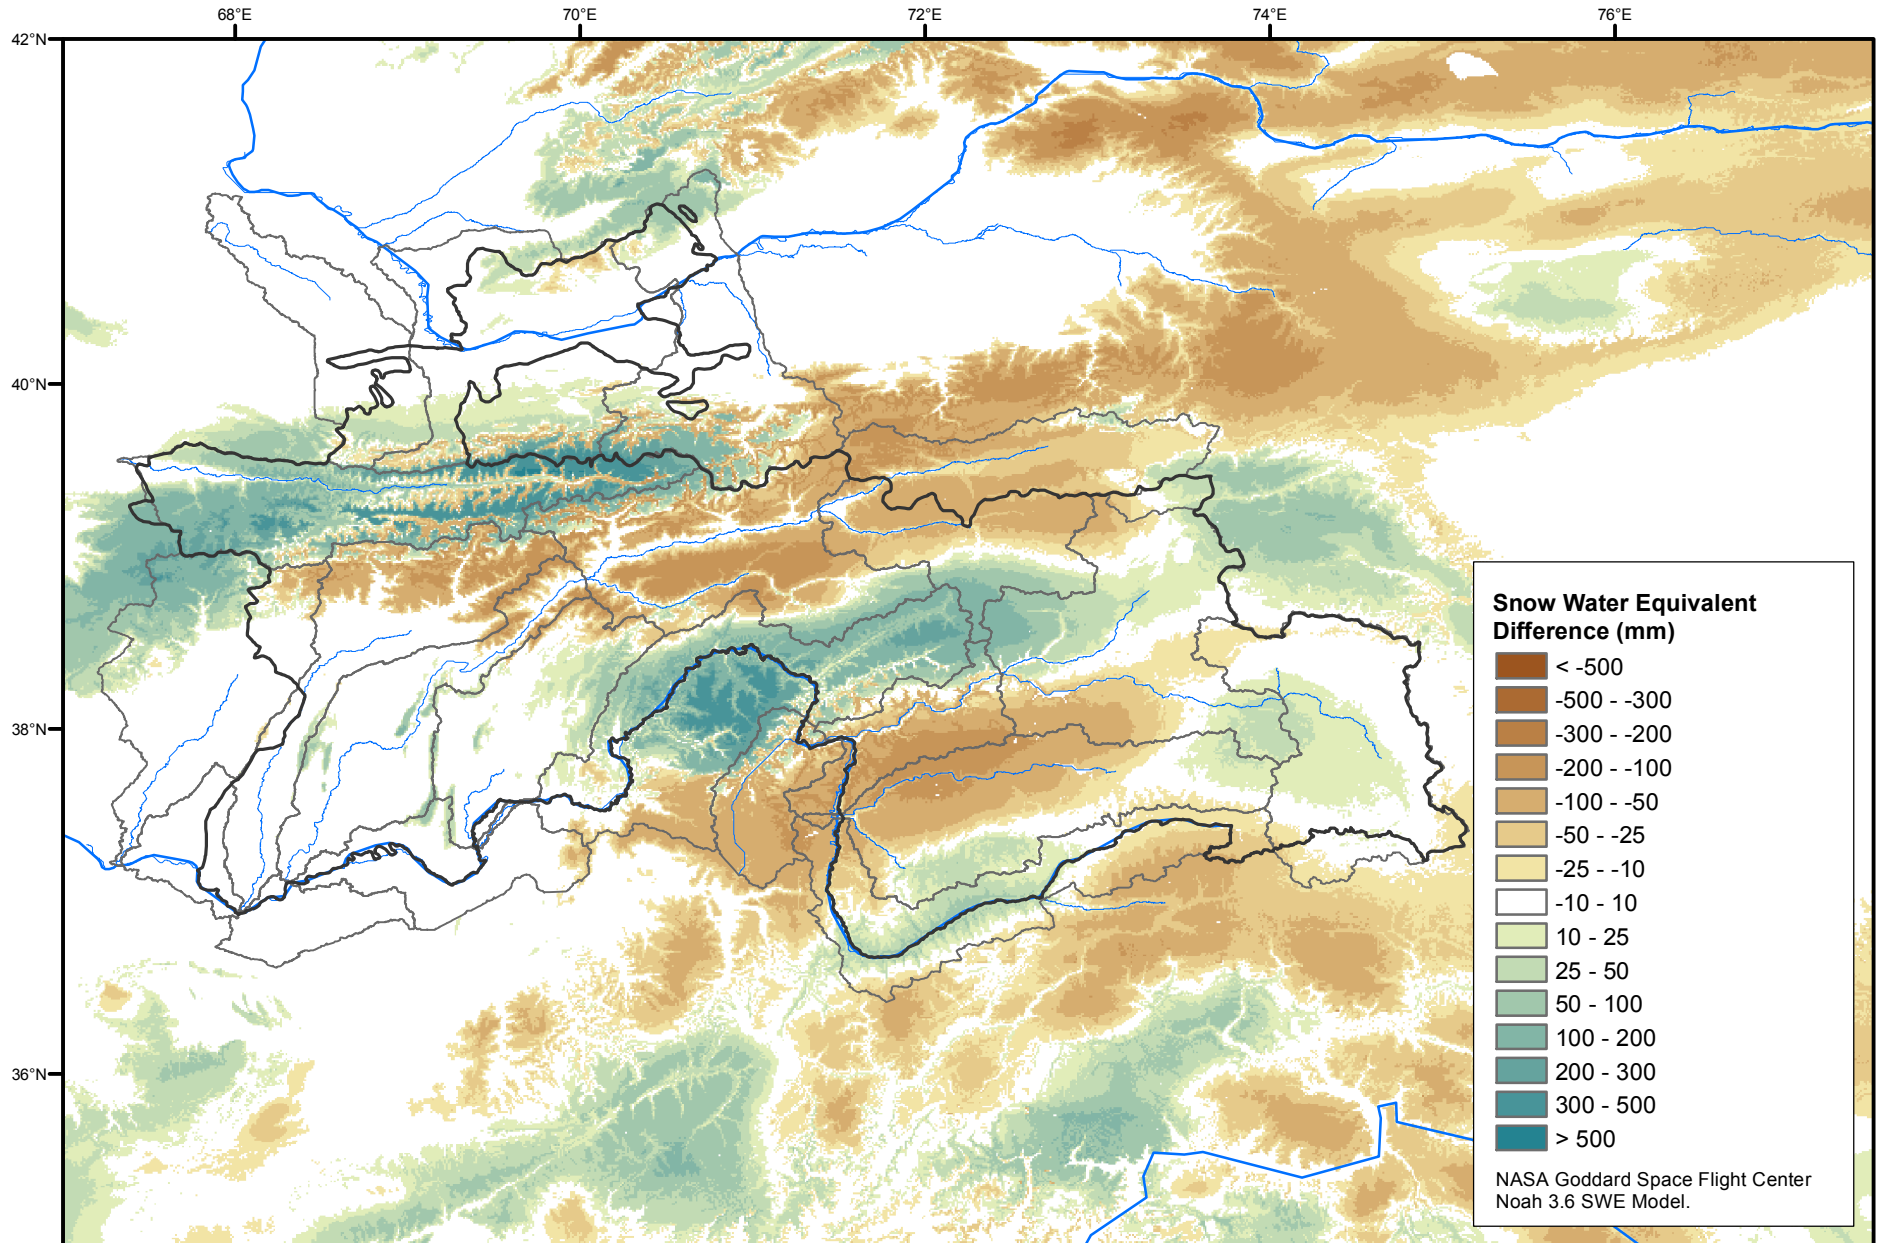 68°E 70°E 72°E 74°E 76°E
42°N
40°N
38°N
36°N
Snow Water Equivalent
Difference (mm)
< -500
-500 - -300
-300 - -200
-200 - -100
-100 - -50
-50 - -25
-25 - -10
-10 - 10
10 - 25
25 - 50
50 - 100
100 - 200
200 - 300
300 - 500
> 500
NASA Goddard Space Flight Center
Noah 3.6 SWE Model.